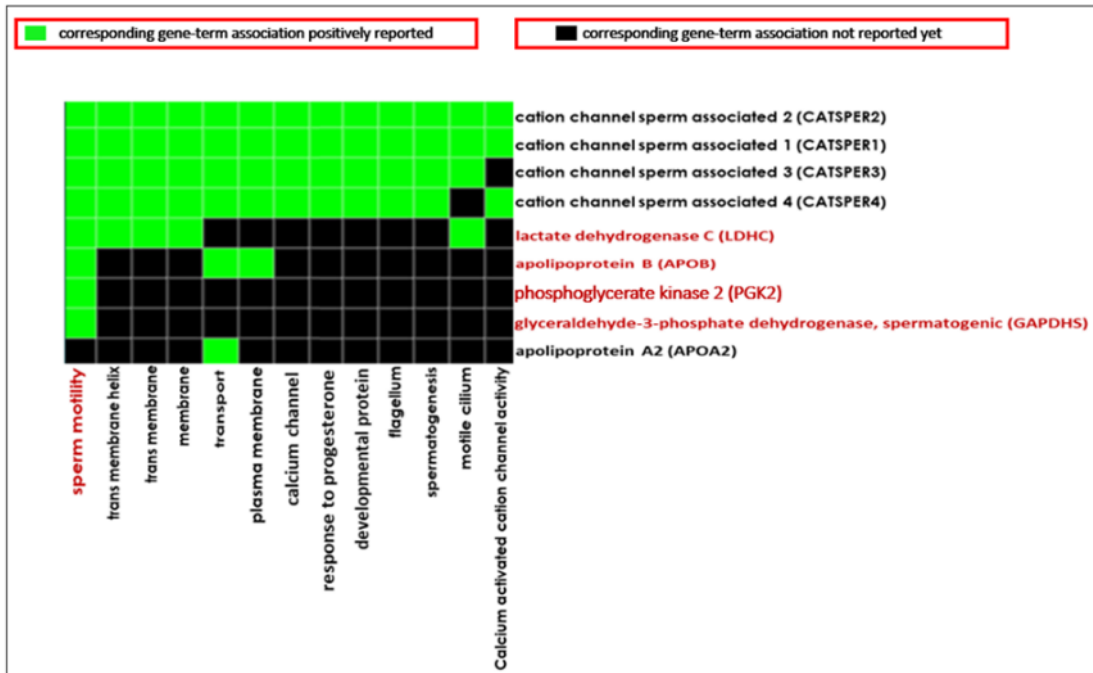 corresponding gene-term association positively reported
corresponding gene-term association not reported yet
cation channel sperm associated 2 (CATSPER2)
cation channel sperm associated 1 (CATSPER1)
cation channel sperm associated 3 (CATSPER3)
cation channel sperm associated 4 (CATSPER4)
lactate dehydrogenase C (LDHC)
apolipoprotein B (APOB)
phosphoglycerate kinase 2 (PGK2)
glyceraldehyde-3-phosphate dehydrogenase, spermatogenic (GAPDHS)
apolipoprotein A2 (APOA2)
sperm motility
trans membrane helix
trans membrane
membrane
transport
plasma membrane
calcium channel
response to progesterone
developmental protein
flagellum
spermatogenesis
motile cilium
Calcium activated cation channel activity